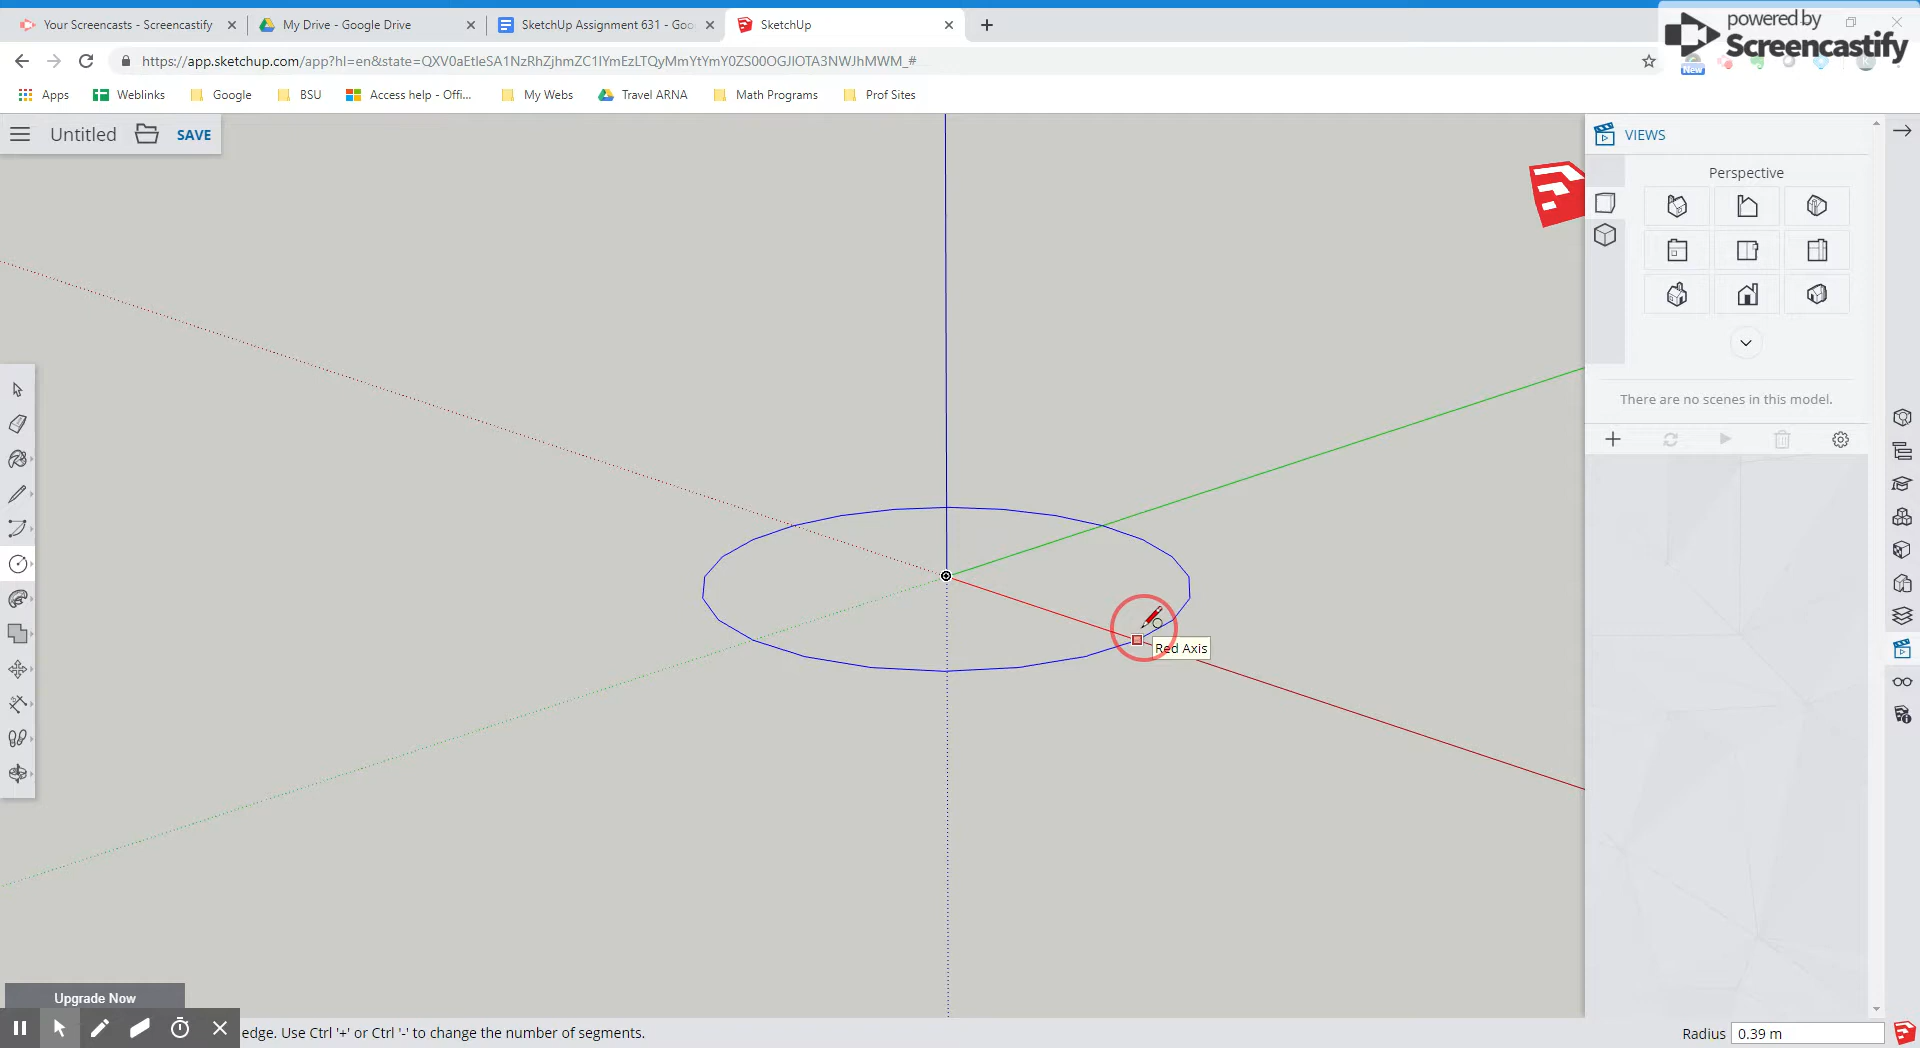 Your Screencasts - Screencastify
My Drive - Google Drive
SketchUp Assignment 631 - Goo
SketchUp
powered by
Screencastify
https://app.sketchup.com/app?hl=en&state=QXV0aEtleSA1NzRhZjhmZC1lYmEzLTQyMmYtYmY0ZS00OGJlOTA3NWJhMWM_#
New
Apps
Weblinks
Google
BSU
Access help - Offi...
My Webs
Travel ARNA
Math Programs
Prof Sites
Untitled
SAVE
VIEWS
Perspective
There are no scenes in this model.
Red Axis
Upgrade Now
edge. Use Ctrl '+' or Ctrl '-' to change the number of segments.
Radius
0.39 m